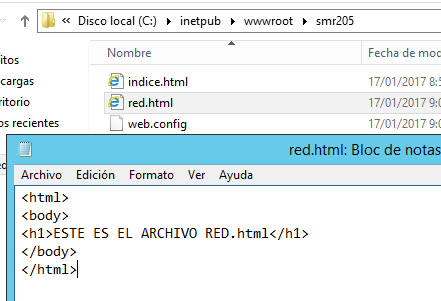 Disco local (C:) ▸ inetpub ▸ wwwroot ▸ smr205
Nombre
Fecha de mo
indice.html 17/01/2017 8:5
red.html 17/01/2017 9:0
web.config 17/01/2017 9:0
itos
cargas
ritorio
os recientes
red.html: Bloc de notas
Archivo Edición Formato Ver Ayuda
<html>
<body>
<h1>ESTE ES EL ARCHIVO RED.html</h1>
</body>
</html>